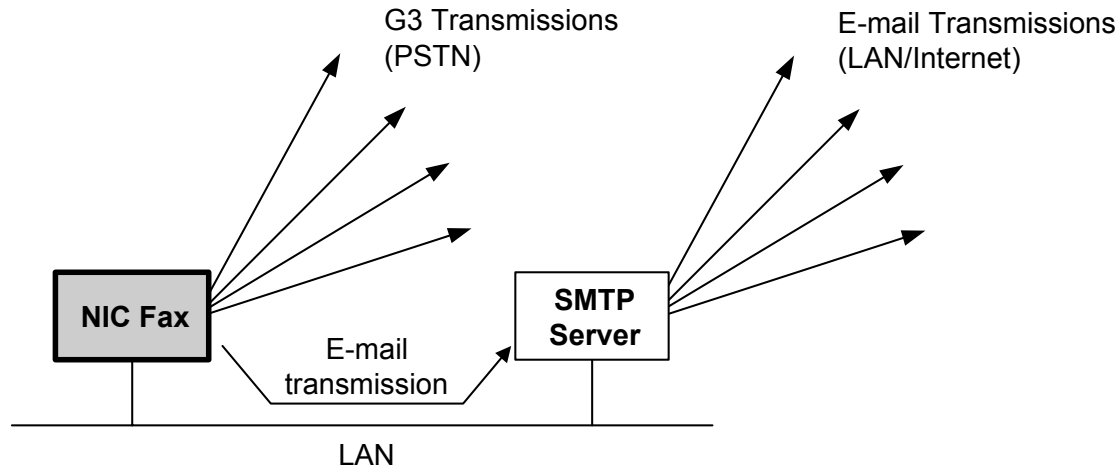 G3 Transmissions
(PSTN)
E-mail Transmissions
(LAN/Internet)
NIC Fax
SMTP
Server
E-mail
transmission
LAN